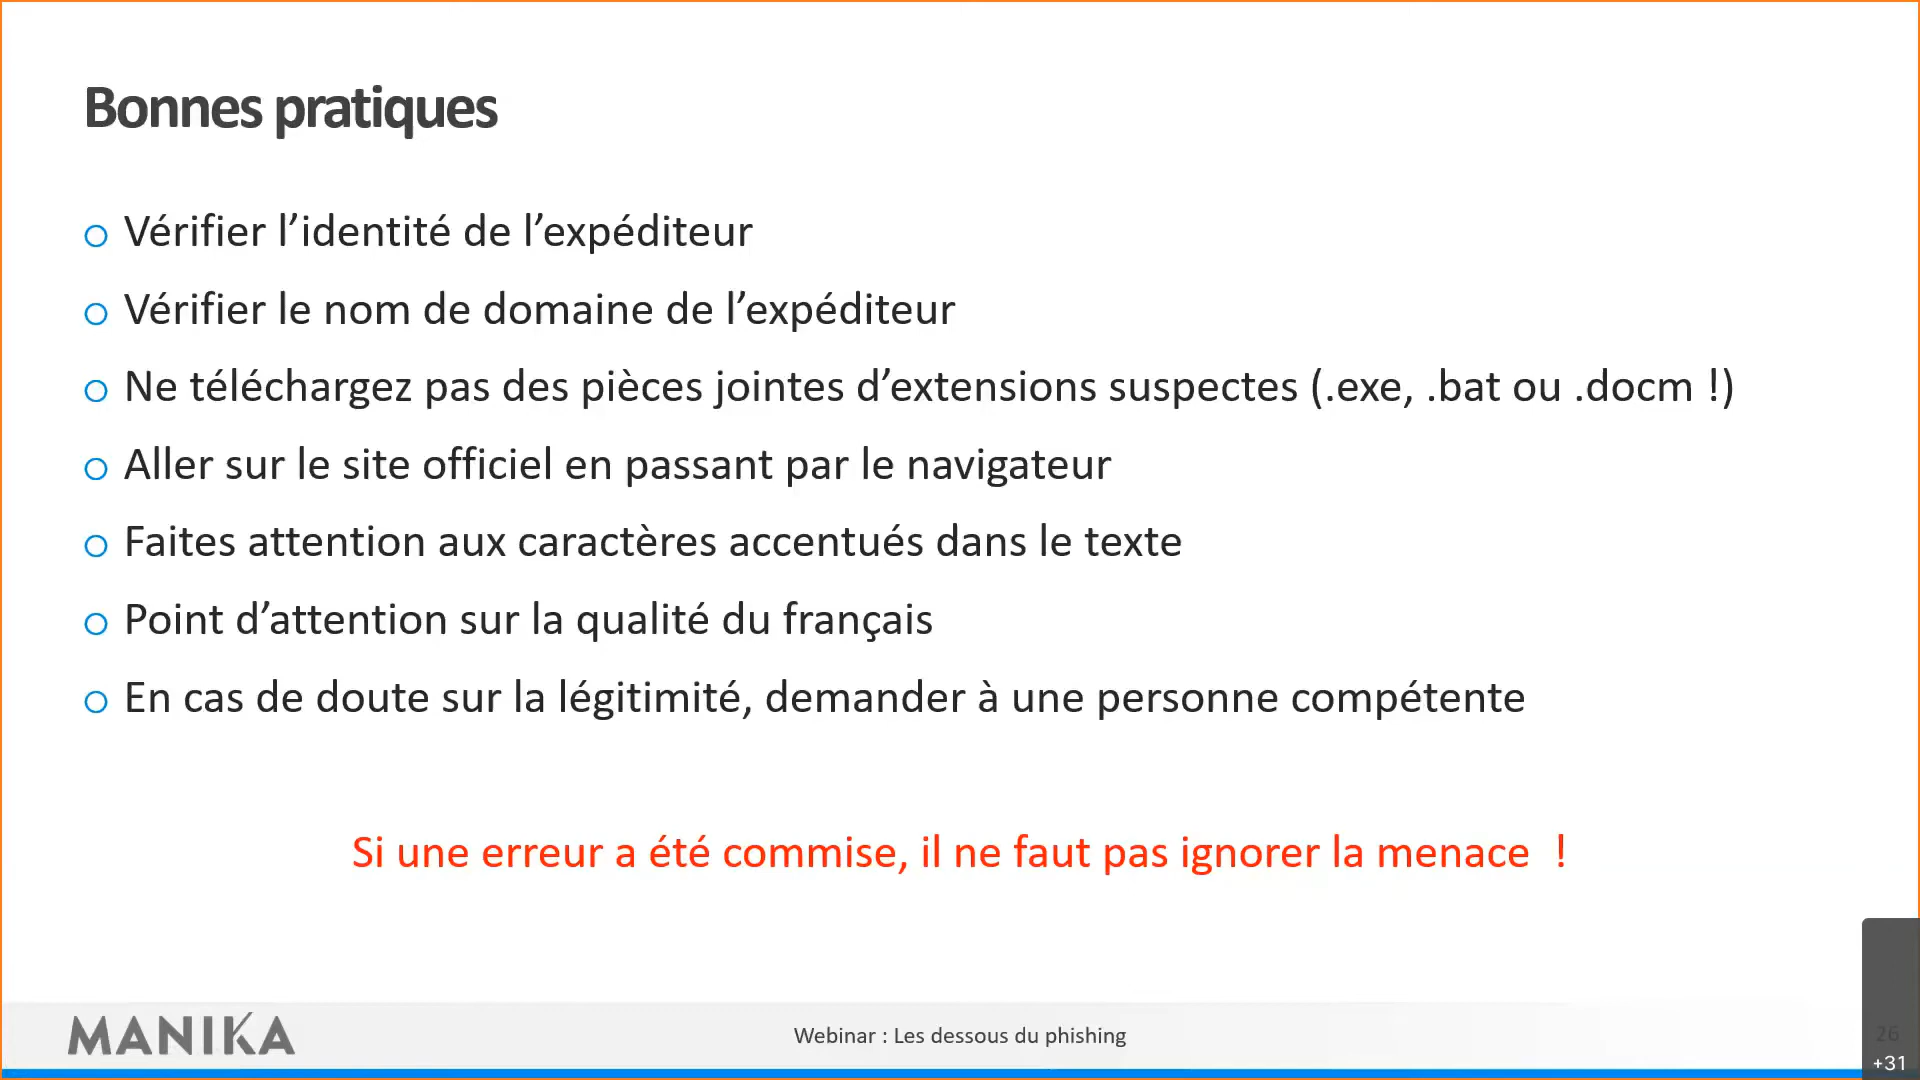 Bonnes pratiques
o Vérifier l’identité de l’expéditeur
o Vérifier le nom de domaine de l’expéditeur
o Ne téléchargez pas des pièces jointes d’extensions suspectes (.exe, .bat ou .docm !)
o Aller sur le site officiel en passant par le navigateur
o Faites attention aux caractères accentués dans le texte
o Point d’attention sur la qualité du français
o En cas de doute sur la légitimité, demander à une personne compétente
Si une erreur a été commise, il ne faut pas ignorer la menace  !
MANIKA
Webinar : Les dessous du phishing
26
+31